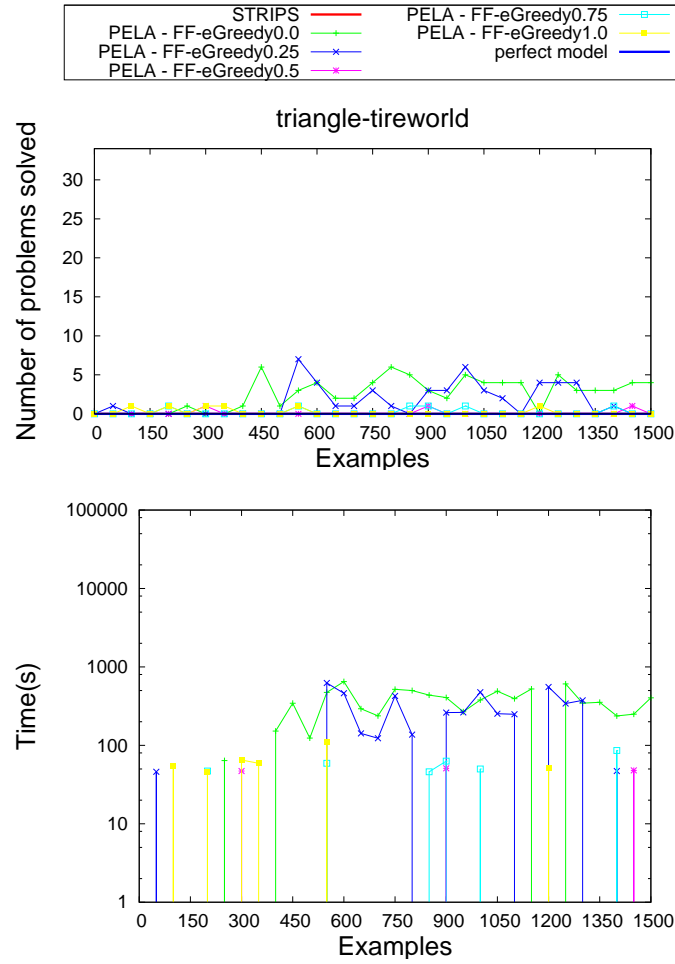 STRIPS
PELA - FF-eGreedy0.0
PELA - FF-eGreedy0.25
PELA - FF-eGreedy0.5
PELA - FF-eGreedy0.75
PELA - FF-eGreedy1.0
perfect model
triangle-tireworld
Number of problems solved
30
25
20
15
10
5
0
0 150 300 450 600 750 900 1050 1200 1350 1500
Examples
Time(s)
100000
10000
1000
100
10
1
0 150 300 450 600 750 900 1050 1200 1350 1500
Examples